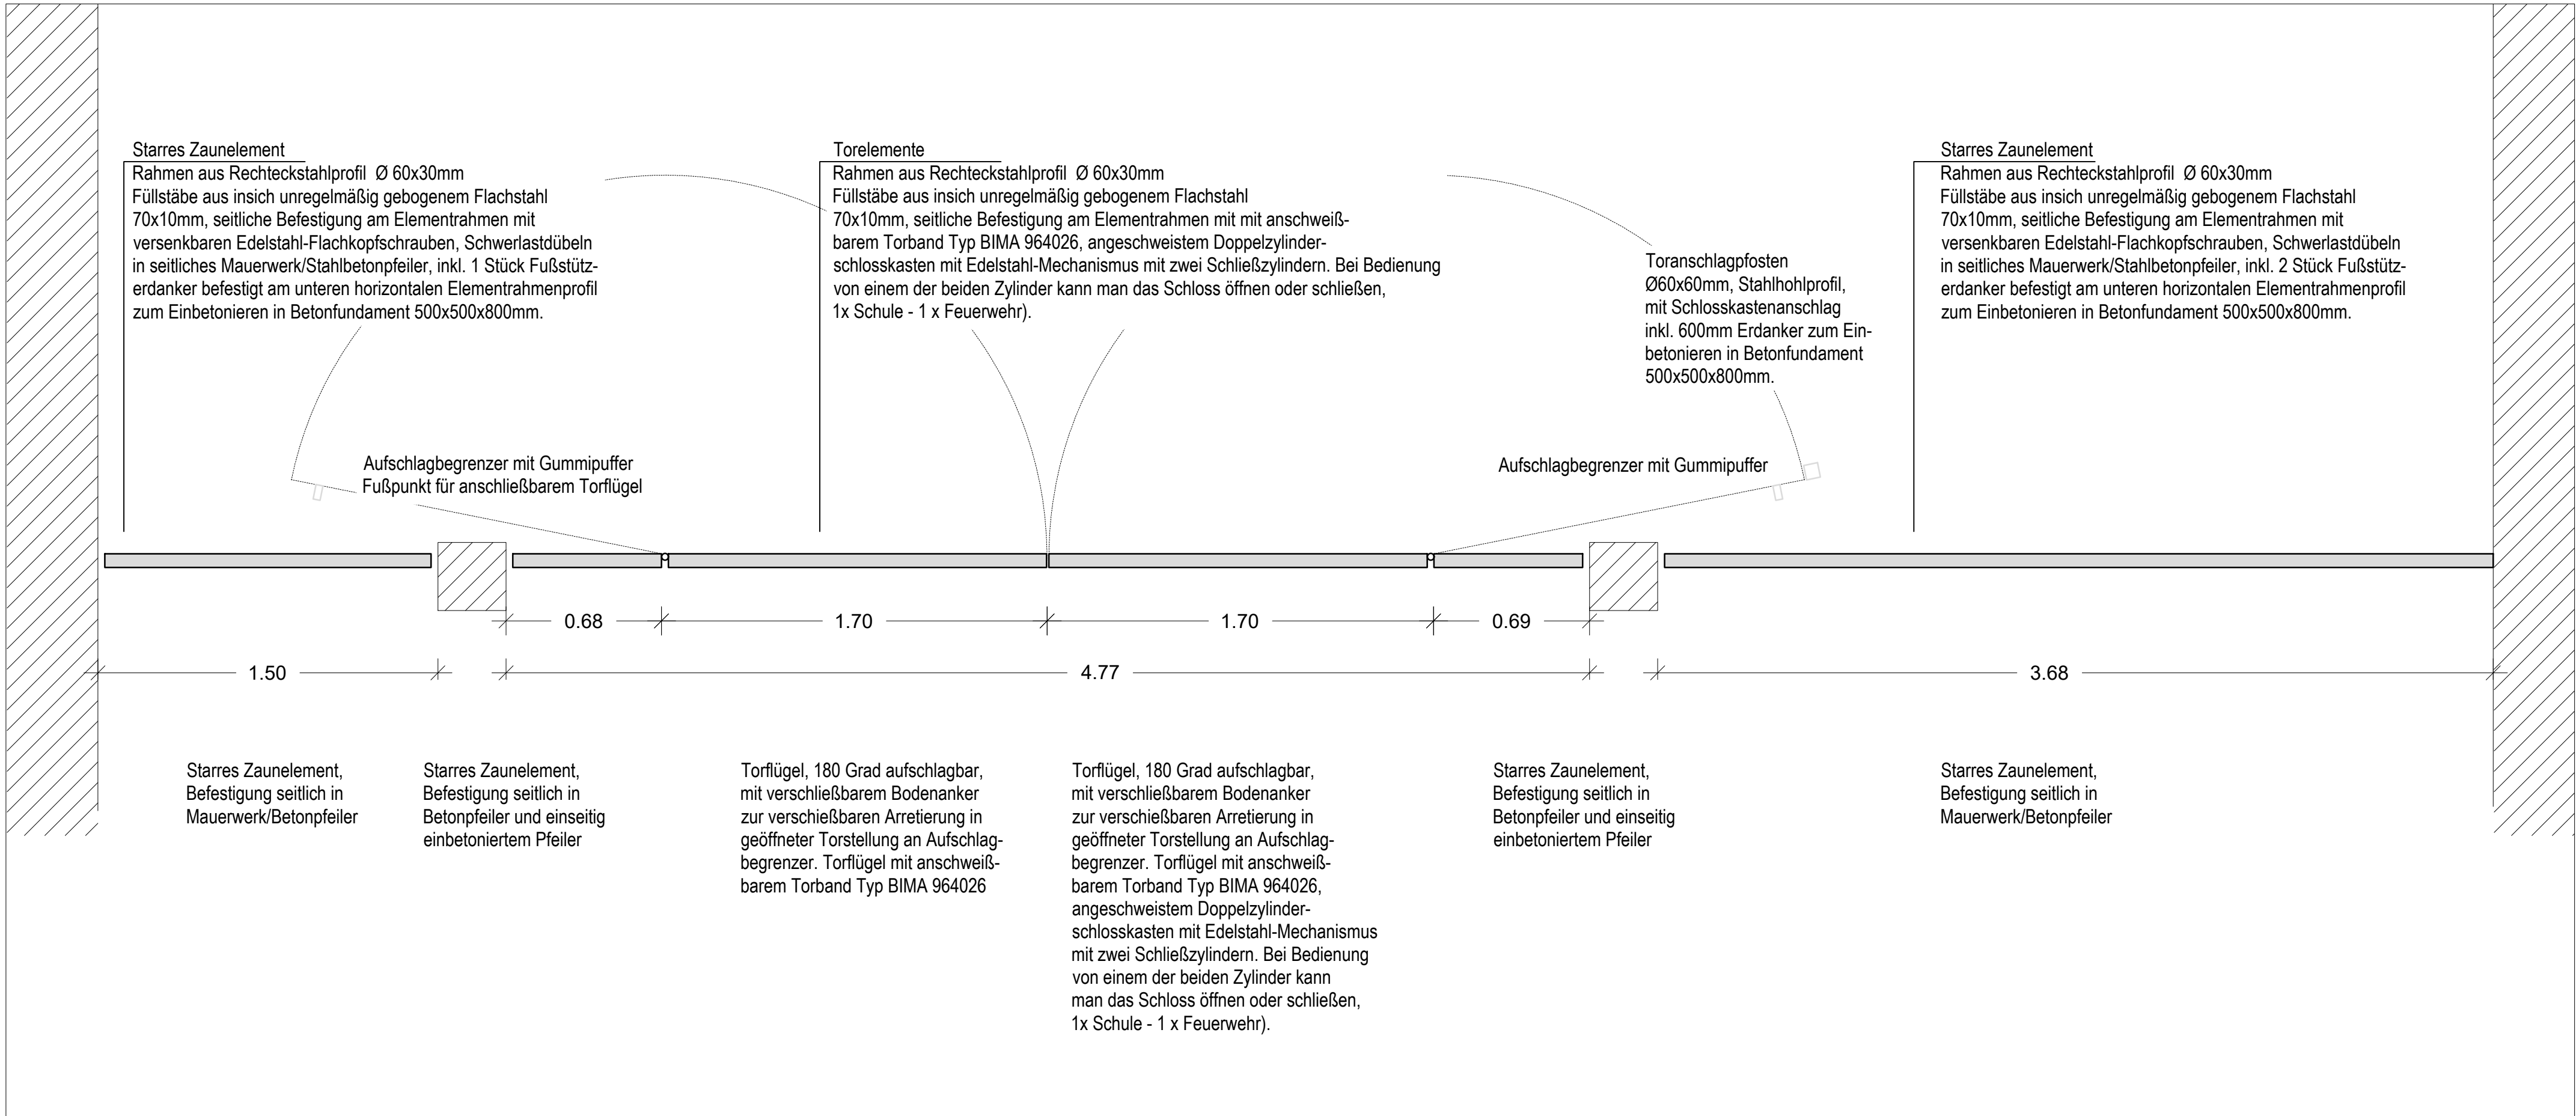 Starres Zaunelement
Rahmen aus Rechteckstahlprofil Ø 60x30mm
Füllstäbe aus insich unregelmäßig gebogenem Flachstahl
70x10mm, seitliche Befestigung am Elementrahmen mit
versenkbaren Edelstahl-Flachkopfschrauben, Schwerlastdübeln
in seitliches Mauerwerk/Stahlbetonpfeiler, inkl. 1 Stück Fußstütz-
erdanker befestigt am unteren horizontalen Elementrahmenprofil
zum Einbetonieren in Betonfundament 500x500x800mm.
Torelemente
Rahmen aus Rechteckstahlprofil Ø 60x30mm
Füllstäbe aus insich unregelmäßig gebogenem Flachstahl
70x10mm, seitliche Befestigung am Elementrahmen mit mit anschweiß-
barem Torband Typ BIMA 964026, angeschweistem Doppelzylinder-
schlosskasten mit Edelstahl-Mechanismus mit zwei Schließzylindern. Bei Bedienung
von einem der beiden Zylinder kann man das Schloss öffnen oder schließen,
1x Schule - 1 x Feuerwehr).
Toranschlagpfosten
Ø60x60mm, Stahlhohlprofil,
mit Schlosskastenanschlag
inkl. 600mm Erdanker zum Ein-
betonieren in Betonfundament
500x500x800mm.
Starres Zaunelement
Rahmen aus Rechteckstahlprofil Ø 60x30mm
Füllstäbe aus insich unregelmäßig gebogenem Flachstahl
70x10mm, seitliche Befestigung am Elementrahmen mit
versenkbaren Edelstahl-Flachkopfschrauben, Schwerlastdübeln
in seitliches Mauerwerk/Stahlbetonpfeiler, inkl. 2 Stück Fußstütz-
erdanker befestigt am unteren horizontalen Elementrahmenprofil
zum Einbetonieren in Betonfundament 500x500x800mm.
Aufschlagbegrenzer mit Gummipuffer
Fußpunkt für anschließbarem Torflügel
Aufschlagbegrenzer mit Gummipuffer
0.68
1.70
1.70
0.69
1.50
4.77
3.68
Starres Zaunelement,
Befestigung seitlich in
Mauerwerk/Betonpfeiler
Starres Zaunelement,
Befestigung seitlich in
Betonpfeiler und einseitig
einbetoniertem Pfeiler
Torflügel, 180 Grad aufschlagbar,
mit verschließbarem Bodenanker
zur verschießbaren Arretierung in
geöffneter Torstellung an Aufschlag-
begrenzer. Torflügel mit anschweiß-
barem Torband Typ BIMA 964026
Torflügel, 180 Grad aufschlagbar,
mit verschließbarem Bodenanker
zur verschießbaren Arretierung in
geöffneter Torstellung an Aufschlag-
begrenzer. Torflügel mit anschweiß-
barem Torband Typ BIMA 964026,
angeschweistem Doppelzylinder-
schlosskasten mit Edelstahl-Mechanismus
mit zwei Schließzylindern. Bei Bedienung
von einem der beiden Zylinder kann
man das Schloss öffnen oder schließen,
1x Schule - 1 x Feuerwehr).
Starres Zaunelement,
Befestigung seitlich in
Betonpfeiler und einseitig
einbetoniertem Pfeiler
Starres Zaunelement,
Befestigung seitlich in
Mauerwerk/Betonpfeiler